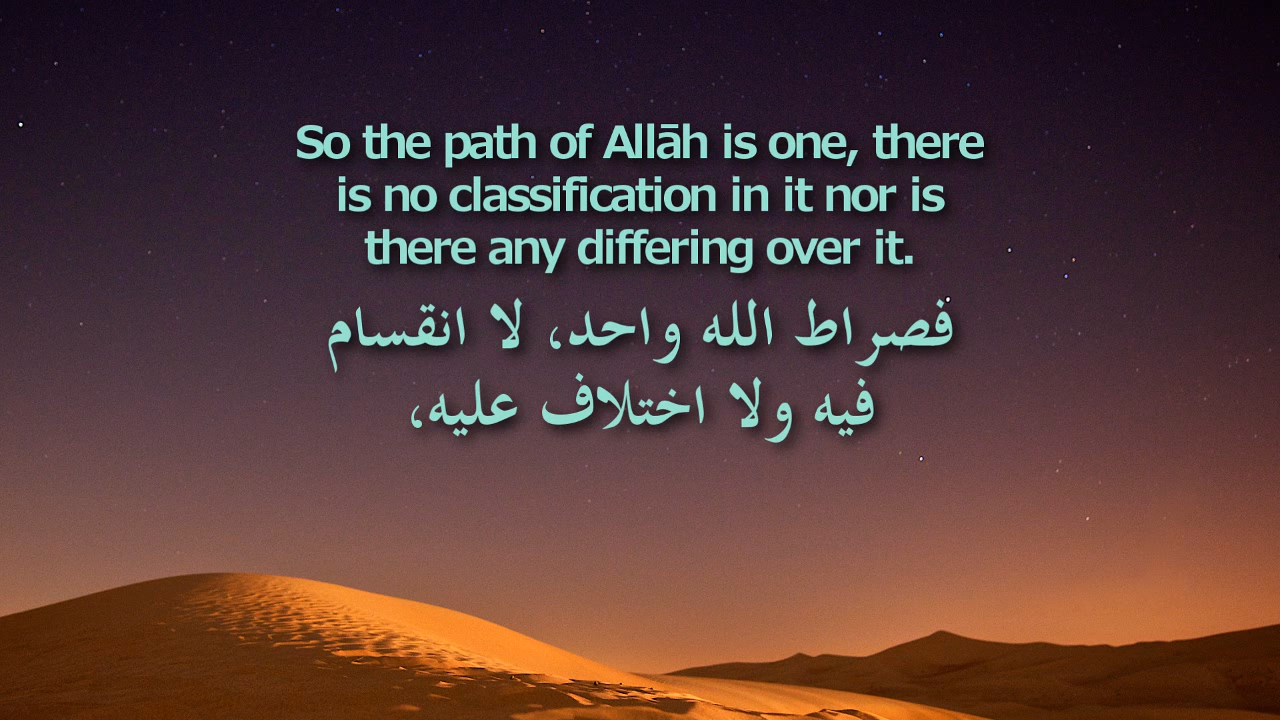 So the path of Allāh is one, there
is no classification in it nor is
there any differing over it.
فصراط الله واحد، لا انقسام
فيه ولا اختلاف عليه،